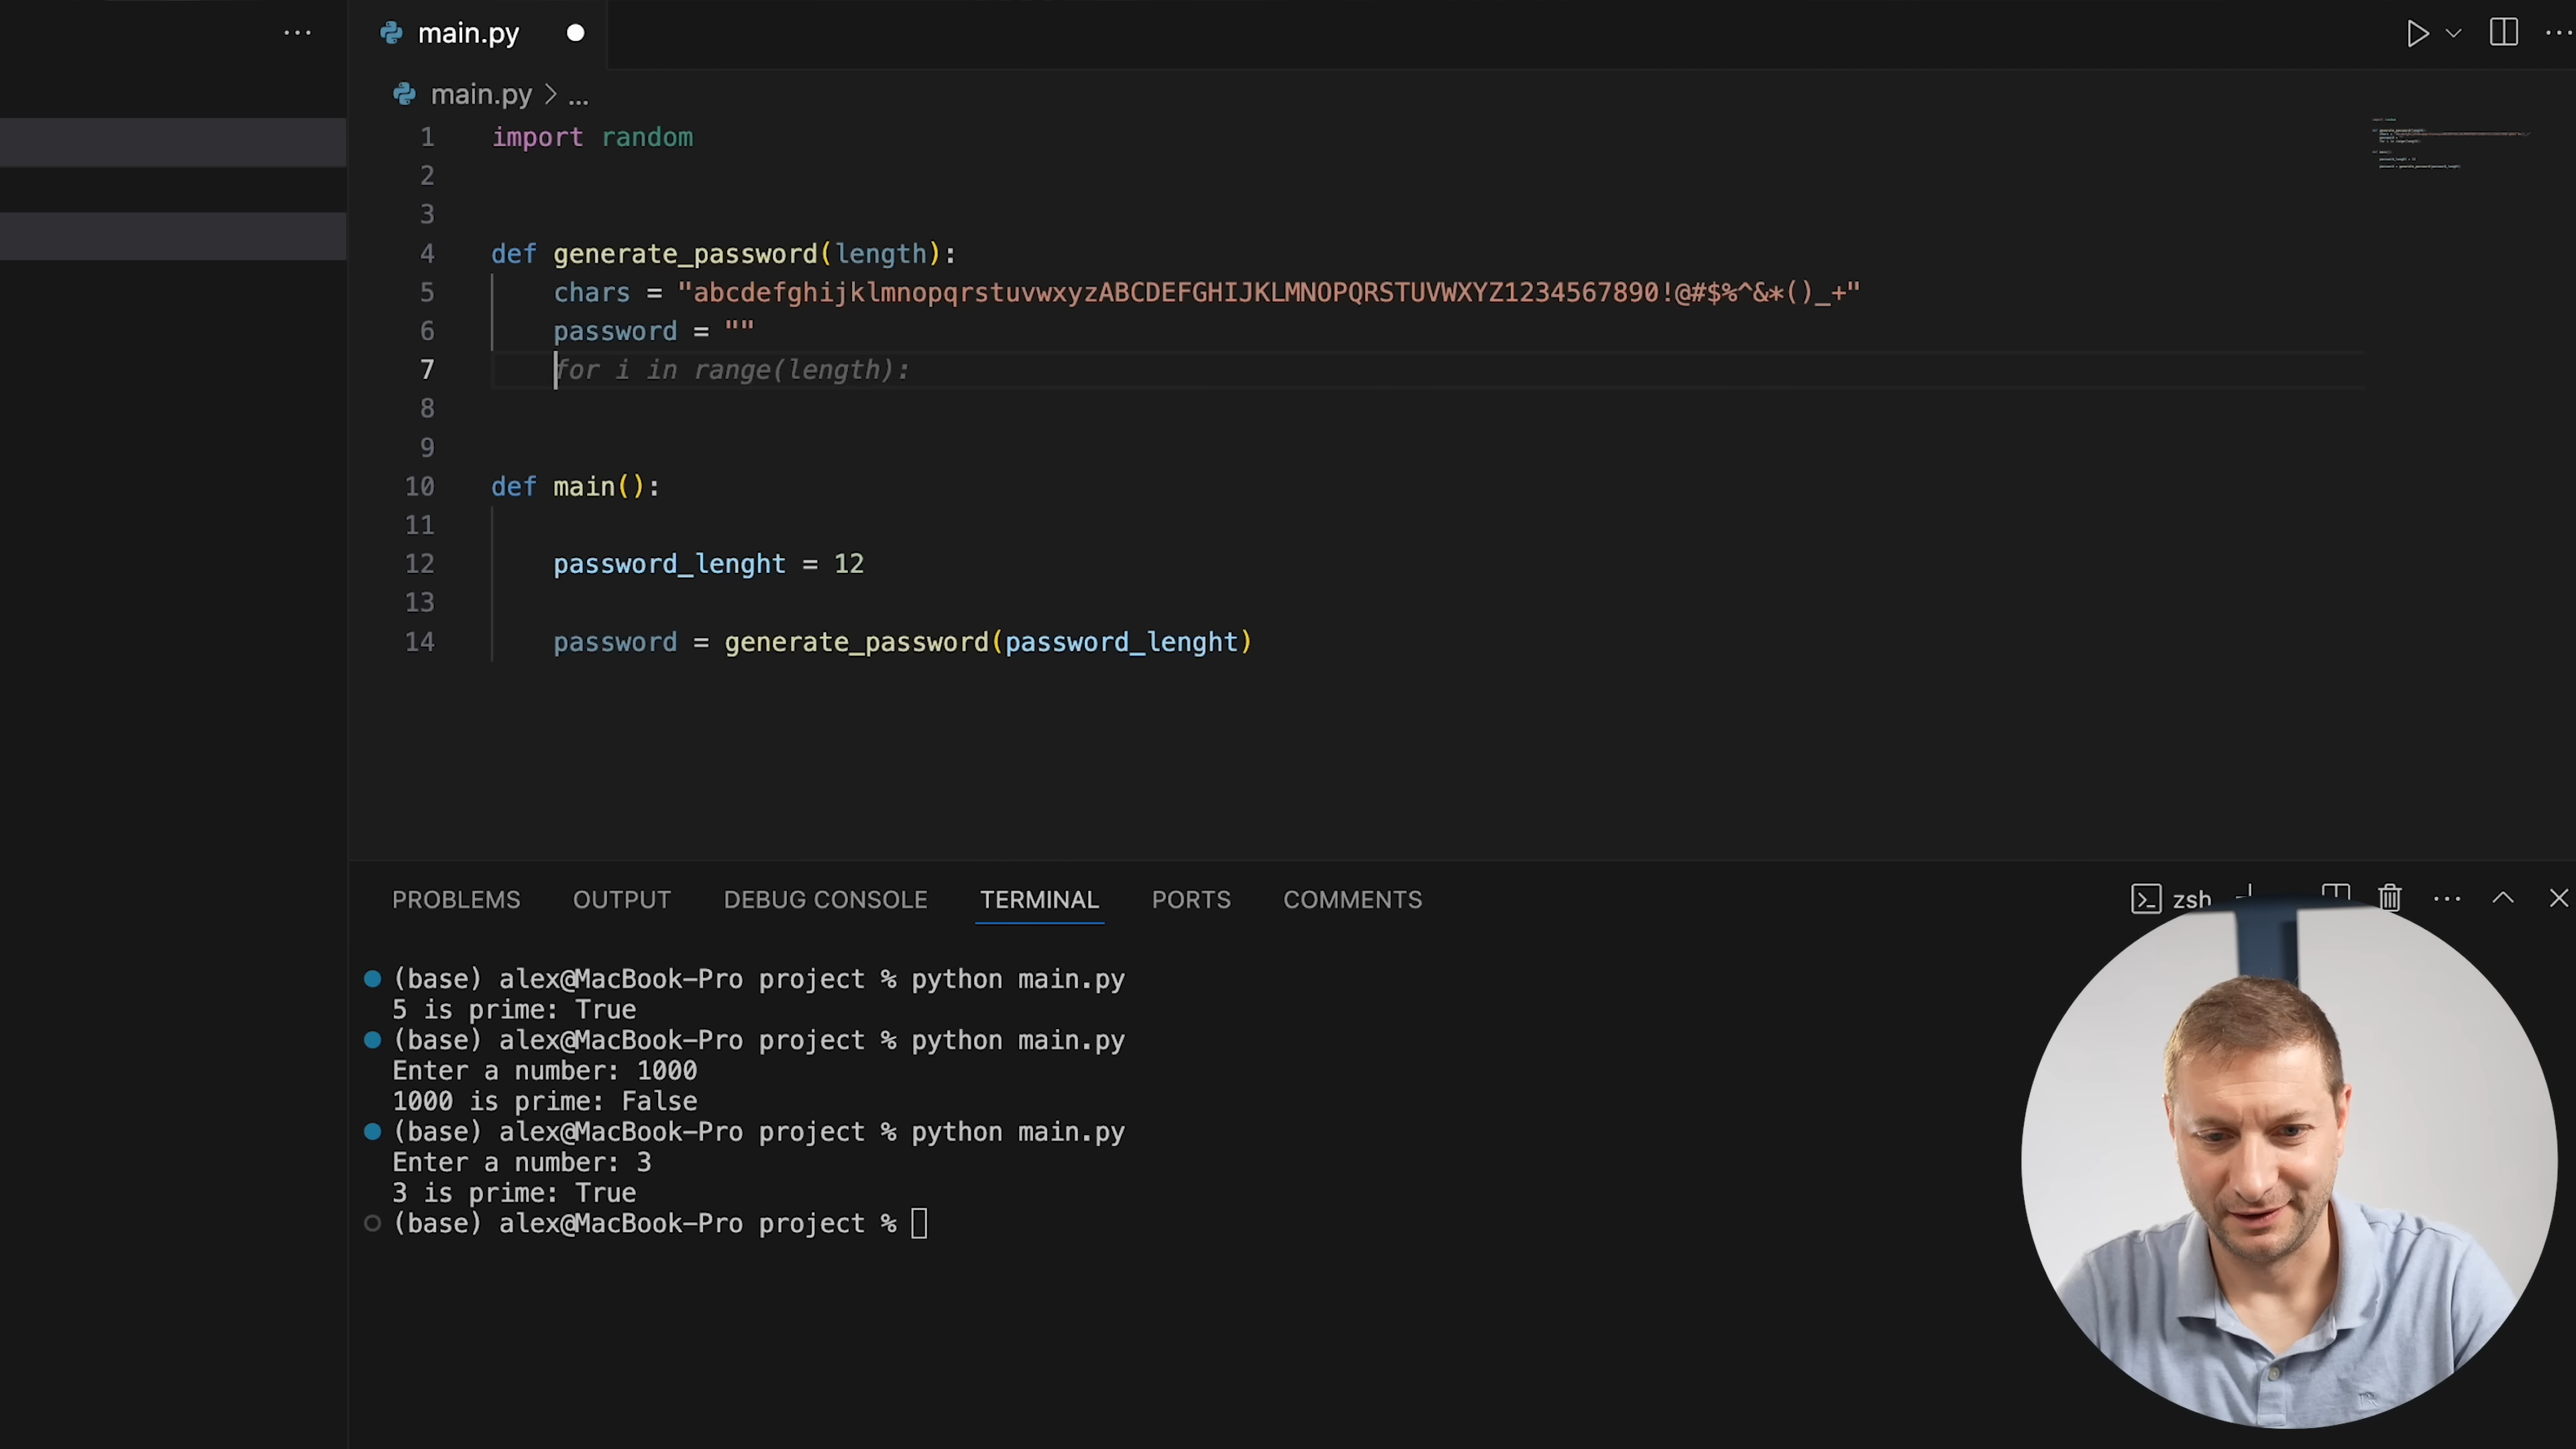 main.py
main.py > ...
1 import random
2
3
4 def generate_password(length):
5 chars = "abcdefghijklmnopqrstuvwxyzABCDEFGHIJKLMNOPQRSTUVWXYZ1234567890!@#$%^&*()_+"
6 password = ""
7 for i in range(length):
8
9
10 def main():
11
12 password_lenght = 12
13
14 password = generate_password(password_lenght)
PROBLEMS OUTPUT DEBUG CONSOLE TERMINAL PORTS COMMENTS zsh
(base) alex@MacBook-Pro project % python main.py
5 is prime: True
(base) alex@MacBook-Pro project % python main.py
Enter a number: 1000
1000 is prime: False
(base) alex@MacBook-Pro project % python main.py
Enter a number: 3
3 is prime: True
(base) alex@MacBook-Pro project %